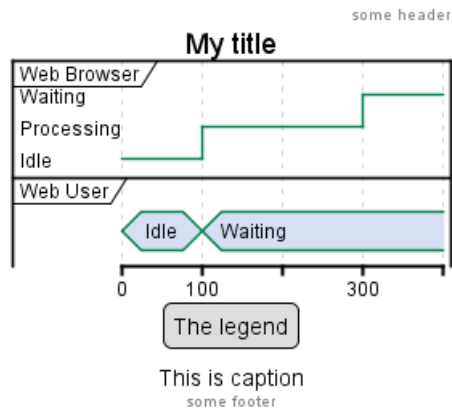 some header
My title
Web Browser
Waiting
Processing
Idle
Web User
Idle Waiting
0 100 300
The legend
This is caption
some footer